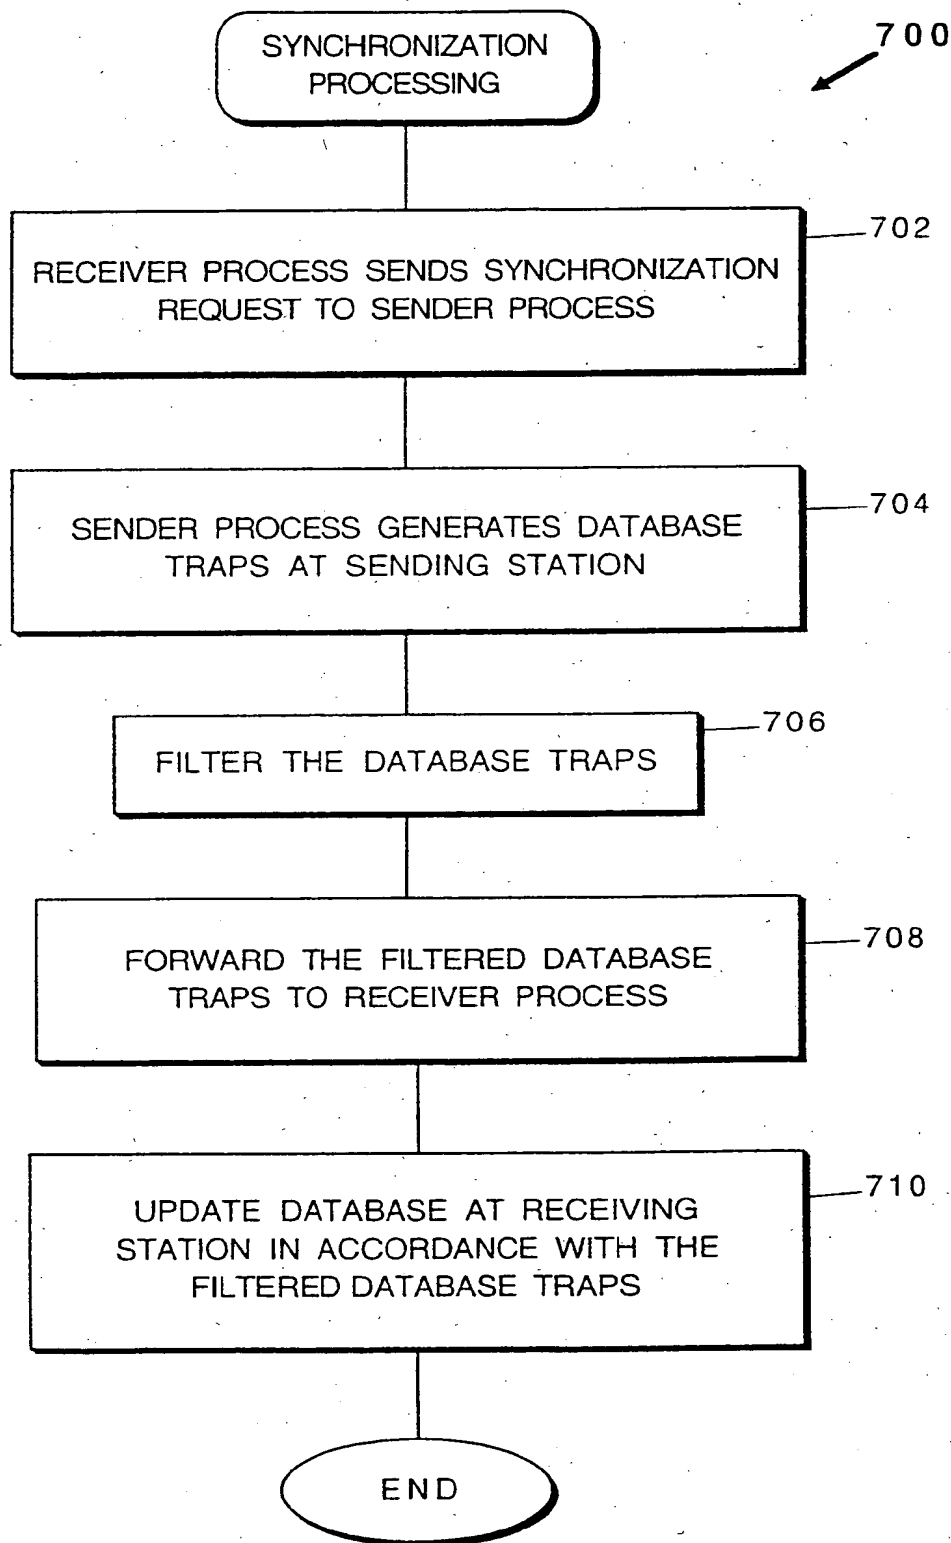 SYNCHRONIZATION
PROCESSING
700
RECEIVER PROCESS SENDS SYNCHRONIZATION
REQUEST TO SENDER PROCESS
702
SENDER PROCESS GENERATES DATABASE
TRAPS AT SENDING STATION
704
FILTER THE DATABASE TRAPS
706
FORWARD THE FILTERED DATABASE
TRAPS TO RECEIVER PROCESS
708
UPDATE DATABASE AT RECEIVING
STATION IN ACCORDANCE WITH THE
FILTERED DATABASE TRAPS
710
END